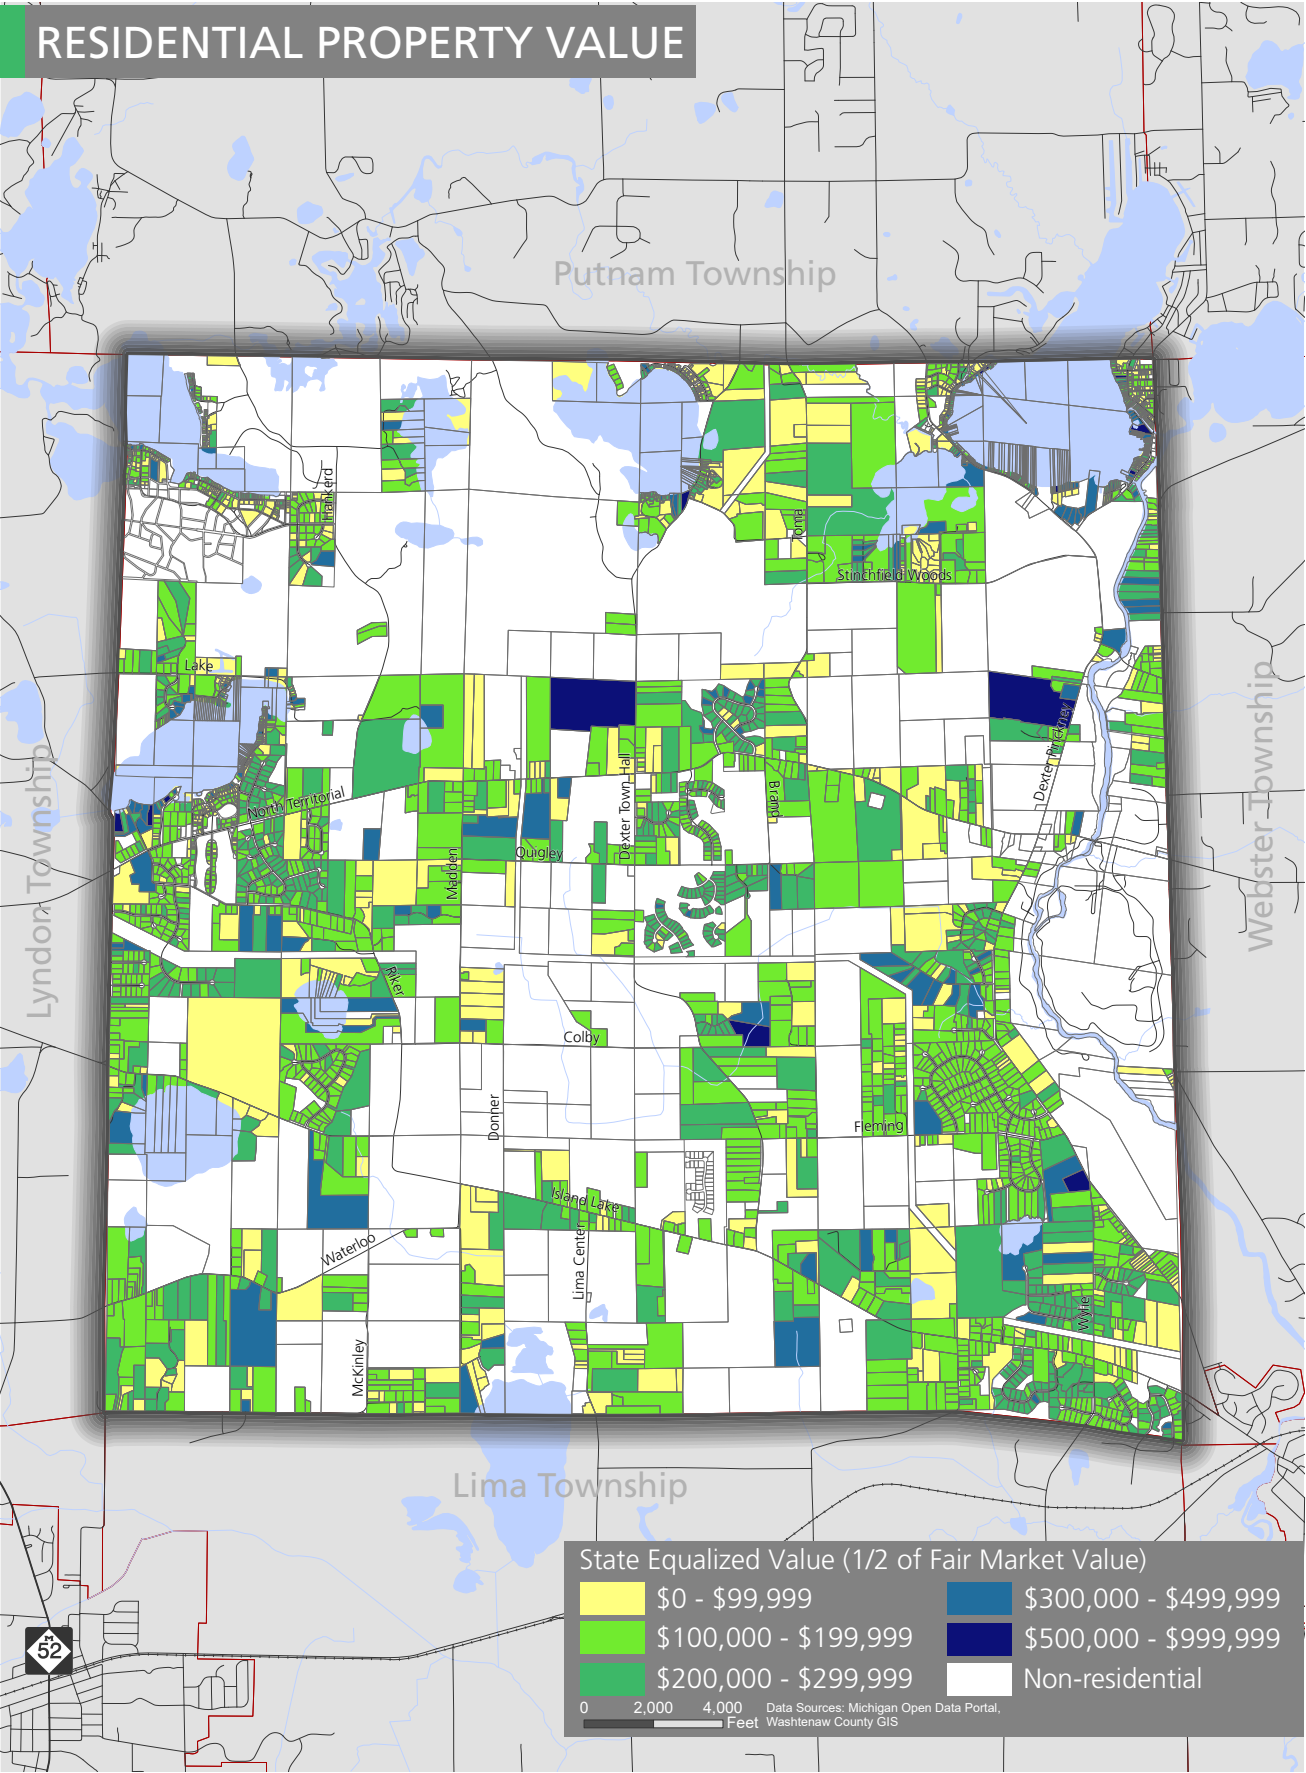 RESIDENTIAL PROPERTY VALUE
Putnam Township
Hankerd
Toma
Stinchfield Woods
Lake
Dexter Pinckney
Webster Township
Lyndon Township
North Territorial
Dexter Town Hall
Brand
Quigley
Madden
Riker
Colby
Donner
Fleming
Island Lake
Waterloo
Lima Center
Wylie
McKinley
Lima Township
State Equalized Value (1/2 of Fair Market Value)
$0 - $99,999
$100,000 - $199,999
$200,000 - $299,999
$300,000 - $499,999
$500,000 - $999,999
Non-residential
0 2,000 4,000
Feet
Data Sources: Michigan Open Data Portal,
Washtenaw County GIS
M
52